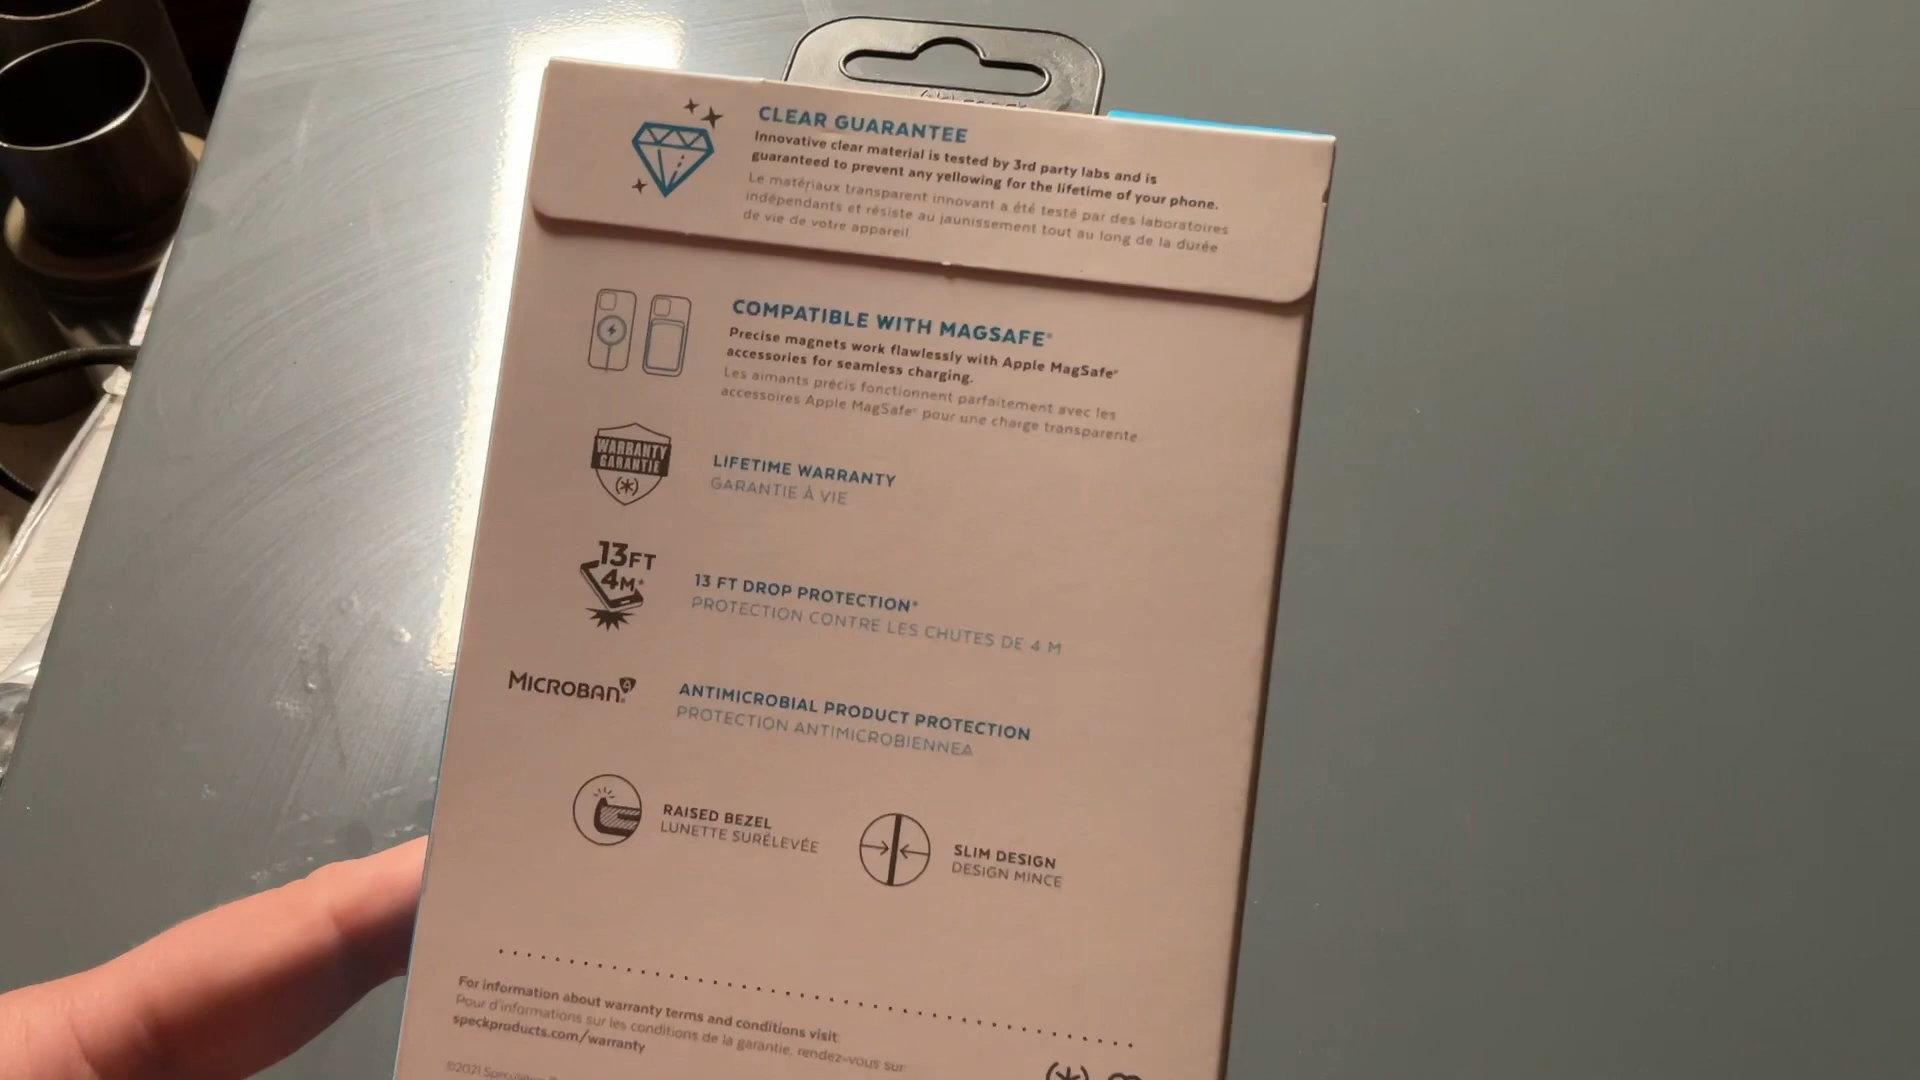 CLEAR GUARANTEE
Innovative clear material is tested by 3rd party labs and is
guaranteed to prevent any yellowing for the lifetime of your phone.
Le matériaux transparent innovant a été testé par des laboratoires
indépendants et résiste au jaunissement tout au long de la durée
de vie de votre appareil.
COMPATIBLE WITH MAGSAFE®
Precise magnets work flawlessly with Apple MagSafe®
accessories for seamless charging.
Les aimants précis fonctionnent parfaitement avec les
accessoires Apple MagSafe® pour une charge transparente
WARRANTY
GARANTIE
LIFETIME WARRANTY
GARANTIE À VIE
13FT
4M*
13 FT DROP PROTECTION*
PROTECTION CONTRE LES CHUTES DE 4 M
MICROBAN®
ANTIMICROBIAL PRODUCT PROTECTION
PROTECTION ANTIMICROBIENNEA
RAISED BEZEL
LUNETTE SURÉLEVÉE
SLIM DESIGN
DESIGN MINCE
For information about warranty terms and conditions visit:
Pour d'informations sur les conditions de la garantie, rendez-vous sur:
speckproducts.com/warranty
©2021